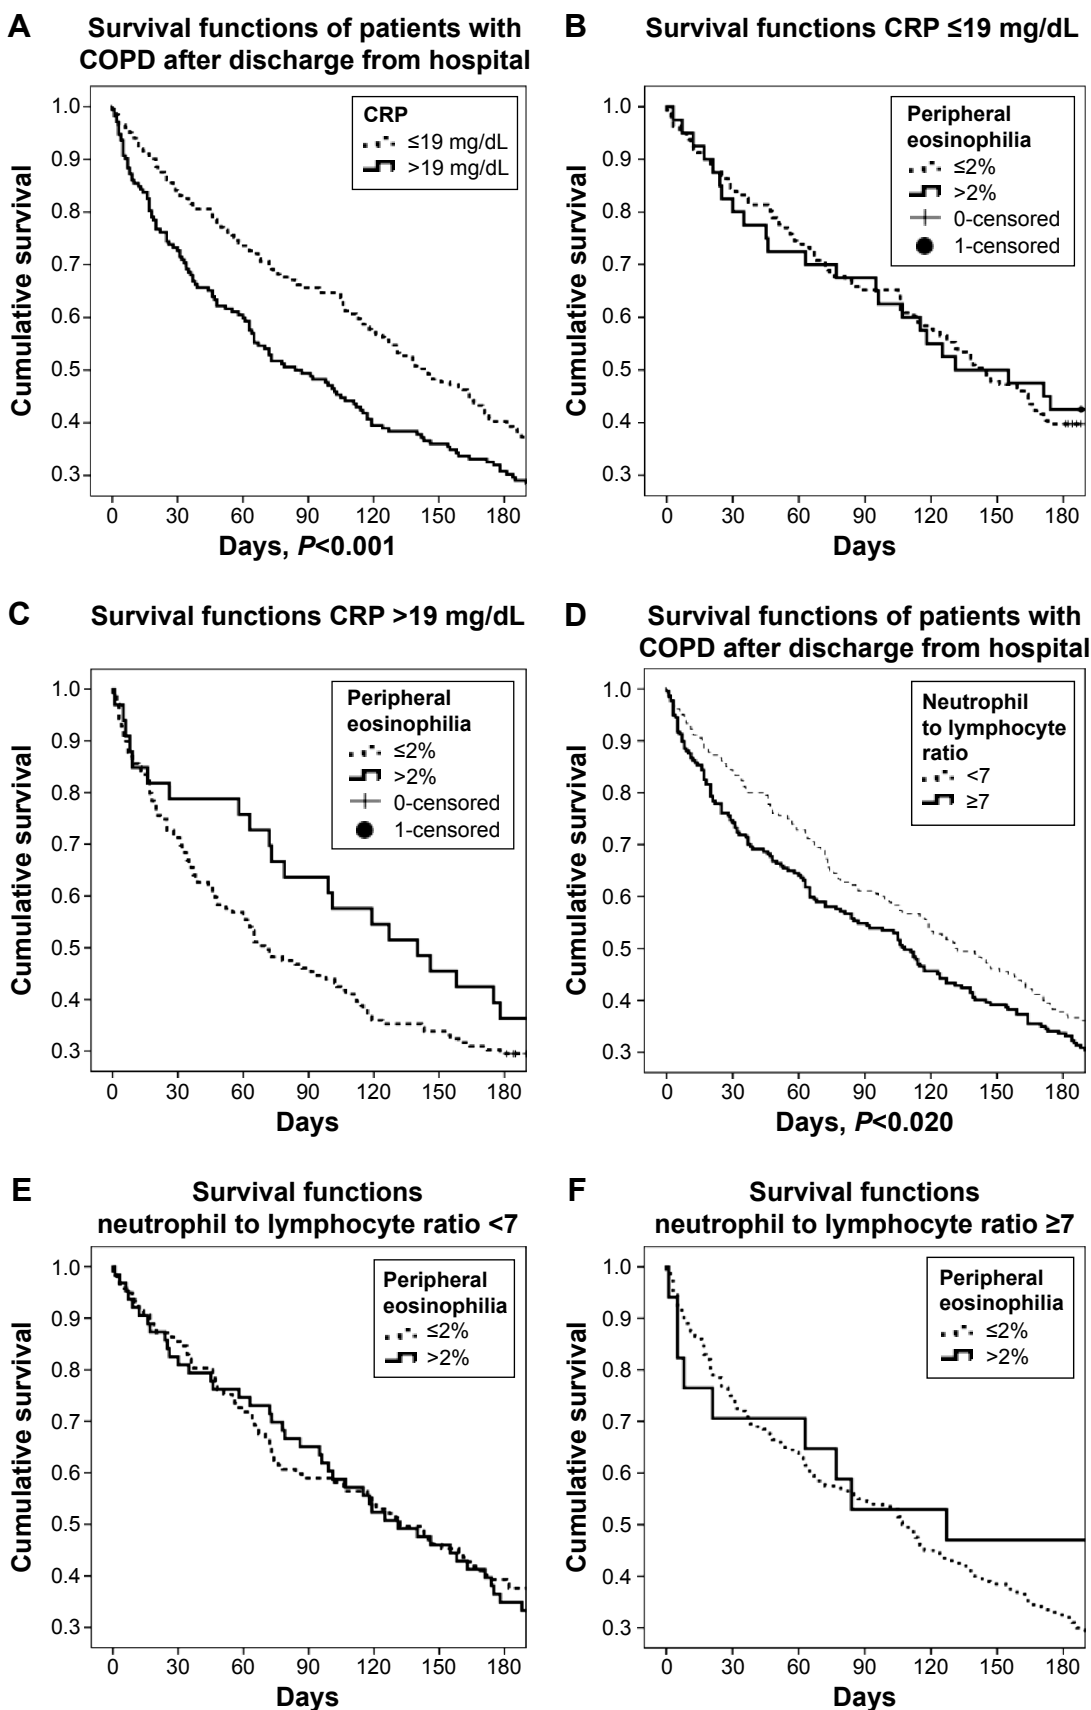 A
Survival functions of patients with
COPD after discharge from hospital
Cumulative survival
1.0
0.9
0.8
0.7
0.6
0.5
0.4
0.3
CRP
≤19 mg/dL
>19 mg/dL
0 30 60 90 120 150 180
Days, P<0.001
B
Survival functions CRP ≤19 mg/dL
Cumulative survival
1.0
0.9
0.8
0.7
0.6
0.5
0.4
0.3
Peripheral
eosinophilia
≤2%
>2%
0-censored
1-censored
0 30 60 90 120 150 180
Days
C
Survival functions CRP >19 mg/dL
Cumulative survival
1.0
0.9
0.8
0.7
0.6
0.5
0.4
0.3
Peripheral
eosinophilia
≤2%
>2%
0-censored
1-censored
0 30 60 90 120 150 180
Days
D
Survival functions of patients with
COPD after discharge from hospital
Cumulative survival
1.0
0.9
0.8
0.7
0.6
0.5
0.4
0.3
Neutrophil
to lymphocyte
ratio
<7
≥7
0 30 60 90 120 150 180
Days, P<0.020
E
Survival functions
neutrophil to lymphocyte ratio <7
Cumulative survival
1.0
0.9
0.8
0.7
0.6
0.5
0.4
0.3
Peripheral
eosinophilia
≤2%
>2%
0 30 60 90 120 150 180
Days
F
Survival functions
neutrophil to lymphocyte ratio ≥7
Cumulative survival
1.0
0.9
0.8
0.7
0.6
0.5
0.4
0.3
Peripheral
eosinophilia
≤2%
>2%
0 30 60 90 120 150 180
Days